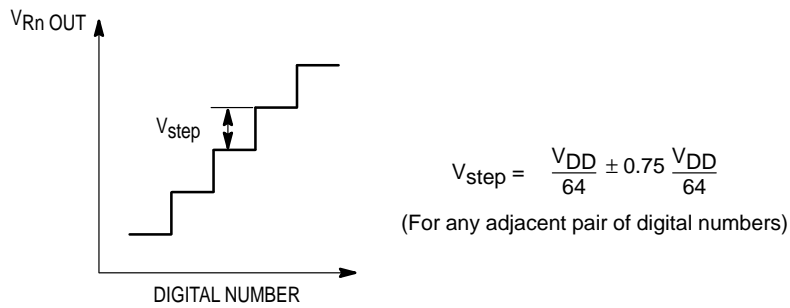 VRn OUT
Vstep
DIGITAL NUMBER
Vstep = VDD/64 ± 0.75 VDD/64
(For any adjacent pair of digital numbers)